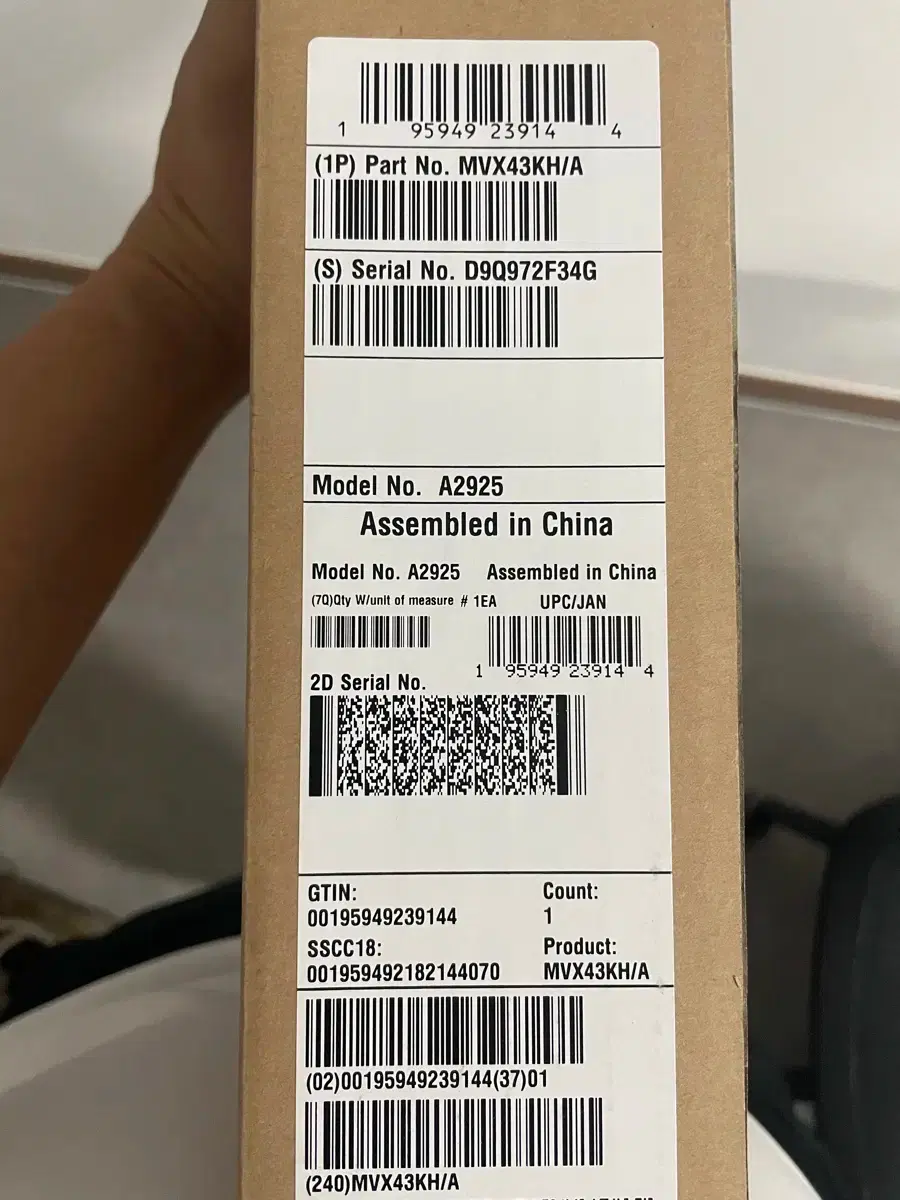 1 95949 23914 4
(1P) Part No. MVX43KH/A
(S) Serial No. D9Q972F34G
Model No. A2925
Assembled in China
Model No. A2925 Assembled in China
(7Q)Qty W/unit of measure # 1EA UPC/JAN
1 95949 23914 4
2D Serial No.
GTIN: Count:
00195949239144 1
SSCC18: Product:
001959492182144070 MVX43KH/A
(02)00195949239144(37)01
(240)MVX43KH/A